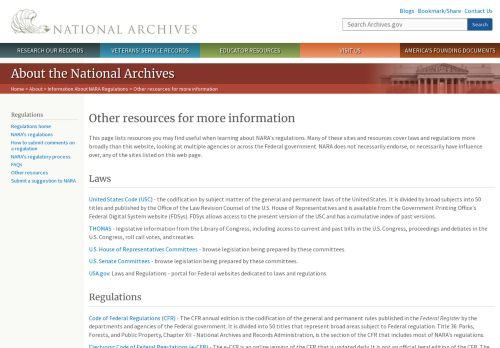 NATIONAL ARCHIVES
Blogs · Bookmark/Share · Contact Us
Search Archives.gov
Search
RESEARCH OUR RECORDS
VETERANS' SERVICE RECORDS
EDUCATOR RESOURCES
VISIT US
AMERICA'S FOUNDING DOCUMENTS
About the National Archives
Home > About > Information About NARA Regulations > Other resources for more information
Regulations
Regulations home
NARA's regulations
How to submit comments on a regulation
NARA's regulatory process
FAQs
Other resources
Submit a suggestion to NARA
Other resources for more information
This page lists resources you may find useful when learning about NARA's regulations. Many of these sites and resources cover laws and regulations more
broadly than this website, looking at multiple agencies or across the Federal government. NARA does not necessarily endorse, or necessarily have influence
over, any of the sites listed on this web page.
Laws
United States Code (USC) - the codification by subject matter of the general and permanent laws of the United States. It is divided by broad subjects into 50
titles and published by the Office of the Law Revision Counsel of the U.S. House of Representatives and is available from the Government Printing Office's
Federal Digital System website (FDSys). FDSys allows access to the present version of the USC and has a cumulative index of past versions.
THOMAS - legislative information from the Library of Congress, including access to current and past bills in the U.S. Congress, proceedings and debates in the
U.S. Congress, roll call votes, and treaties.
U.S. House of Representatives Committees - browse legislation being prepared by these committees.
U.S. Senate Committees - browse legislation being prepared by these committees.
USA.gov: Laws and Regulations - portal for Federal websites dedicated to laws and regulations.
Regulations
Code of Federal Regulations (CFR) - The CFR annual edition is the codification of the general and permanent rules published in the Federal Register by the
departments and agencies of the Federal government. It is divided into 50 titles that represent broad areas subject to Federal regulation. Title 36: Parks,
Forests, and Public Property, Chapter XII - National Archives and Records Administration, is the section of the CFR that includes most of NARA's regulations.
Electronic Code of Federal Regulations (e-CFR) - The e-CFR is an online version of the CFR that is updated daily. It is not an official legal edition of the CFR. The